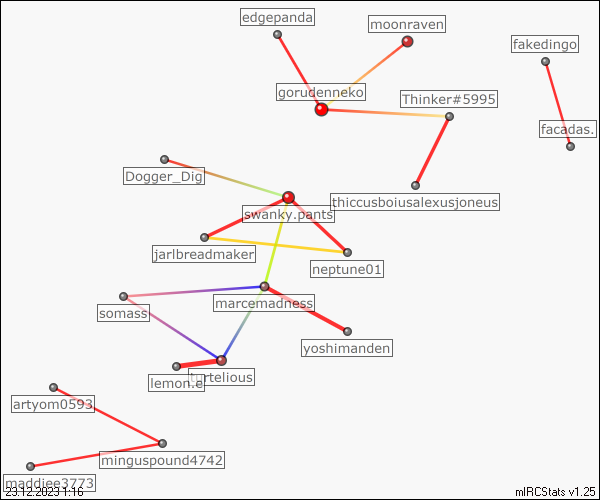 edgepanda
moonraven
fakedingo
gorudenneko
Thinker#5995
facadas.
Dogger_Dig
thiccusboiusalexusjoneus
swanky.pants
jarlbreadmaker
neptune01
marcemadness
somass
yoshimanden
turtelious
lemon.e
artyom0593
minguspound4742
maddiee3773
23.12.2023 1:16
mIRCStats v1.25